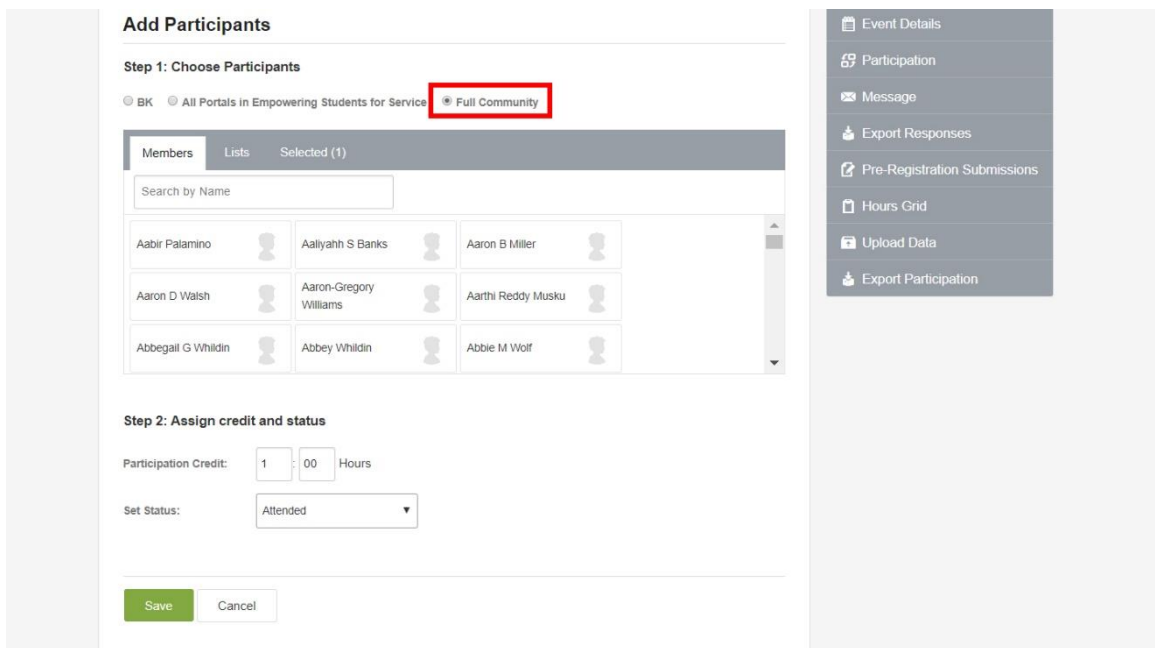 Add Participants
Step 1: Choose Participants
BK All Portals in Empowering Students for Service Full Community
Members Lists Selected (1)
Search by Name
Aabir Palamino Aaliyahh S Banks Aaron B Miller
Aaron D Walsh Aaron-Gregory Williams Aarthi Reddy Musku
Abbegail G Whildin Abbey Whildin Abbie M Wolf
Step 2: Assign credit and status
Participation Credit: 1 : 00 Hours
Set Status: Attended
Save Cancel
Event Details
Participation
Message
Export Responses
Pre-Registration Submissions
Hours Grid
Upload Data
Export Participation